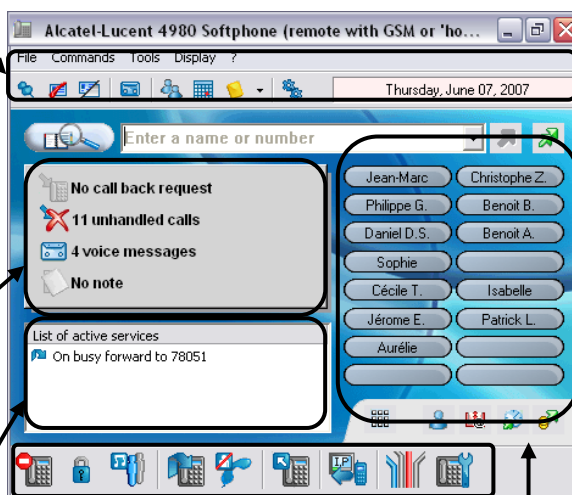 Alcatel-Lucent 4980 Softphone (remote with GSM or 'ho...
File Commands Tools Display ?
Thursday, June 07, 2007
Enter a name or number
No call back request
11 unhandled calls
4 voice messages
No note
List of active services
On busy forward to 78051
Jean-Marc Christophe Z.
Philippe G. Benoit B.
Daniel D.S. Benoit A.
Sophie
Cécile T. Isabelle
Jérome E. Patrick L.
Aurélie
IP